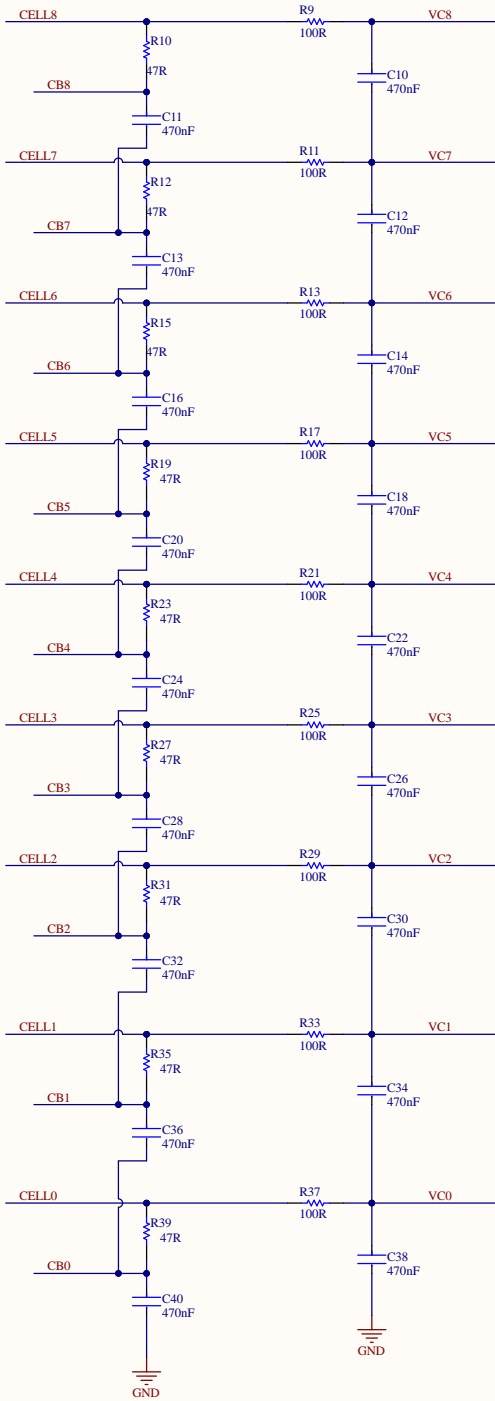 CELL8 R9 VC8
R10 100R
47R C10
CB8 470nF
C11
470nF
CELL7 R11 VC7
R12 100R
47R C12
CB7 470nF
C13
470nF
CELL6 R13 VC6
R15 100R
47R C14
CB6 470nF
C16
470nF
CELL5 R17 VC5
R19 100R
47R C18
CB5 470nF
C20
470nF
CELL4 R21 VC4
R23 100R
47R C22
CB4 470nF
C24
470nF
CELL3 R25 VC3
R27 100R
47R C26
CB3 470nF
C28
470nF
CELL2 R29 VC2
R31 100R
47R C30
CB2 470nF
C32
470nF
CELL1 R33 VC1
R35 100R
47R C34
CB1 470nF
C36
470nF
CELL0 R37 VC0
R39 100R
47R C38
CB0 470nF
C40
470nF
GND
GND